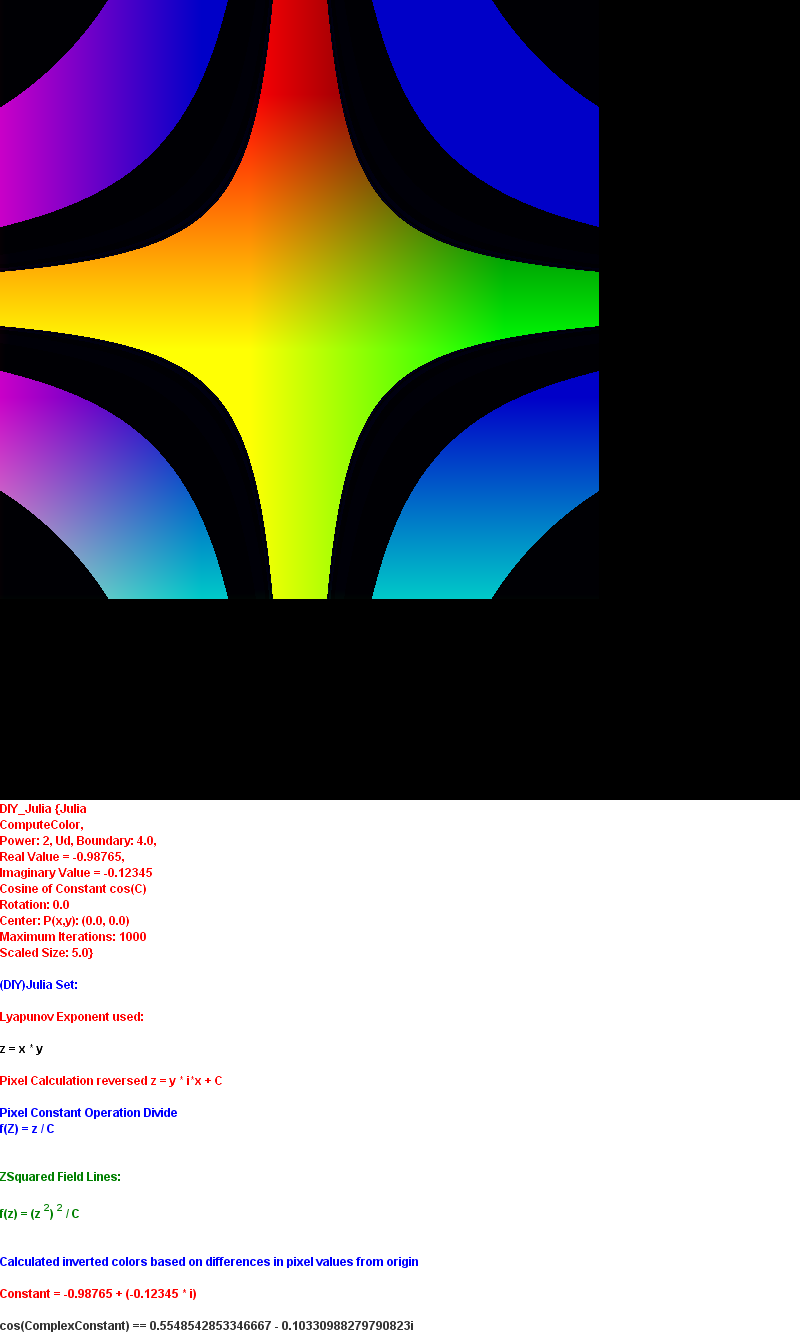 DIY_Julia {Julia
ComputeColor,
Power: 2, Ud, Boundary: 4.0,
Real Value = -0.98765,
Imaginary Value = -0.12345
Cosine of Constant cos(C)
Rotation: 0.0
Center: P(x,y): (0.0, 0.0)
Maximum Iterations: 1000
Scaled Size: 5.0}
(DIY)Julia Set:
Lyapunov Exponent used:
z = x * y
Pixel Calculation reversed z = y * i*x + C
Pixel Constant Operation Divide
f(Z) = z / C
ZSquared Field Lines:
f(z) = (z ²) ² / C
Calculated inverted colors based on differences in pixel values from origin
Constant = -0.98765 + (-0.12345 * i)
cos(ComplexConstant) == 0.5548542853346667 - 0.10330988279790823i